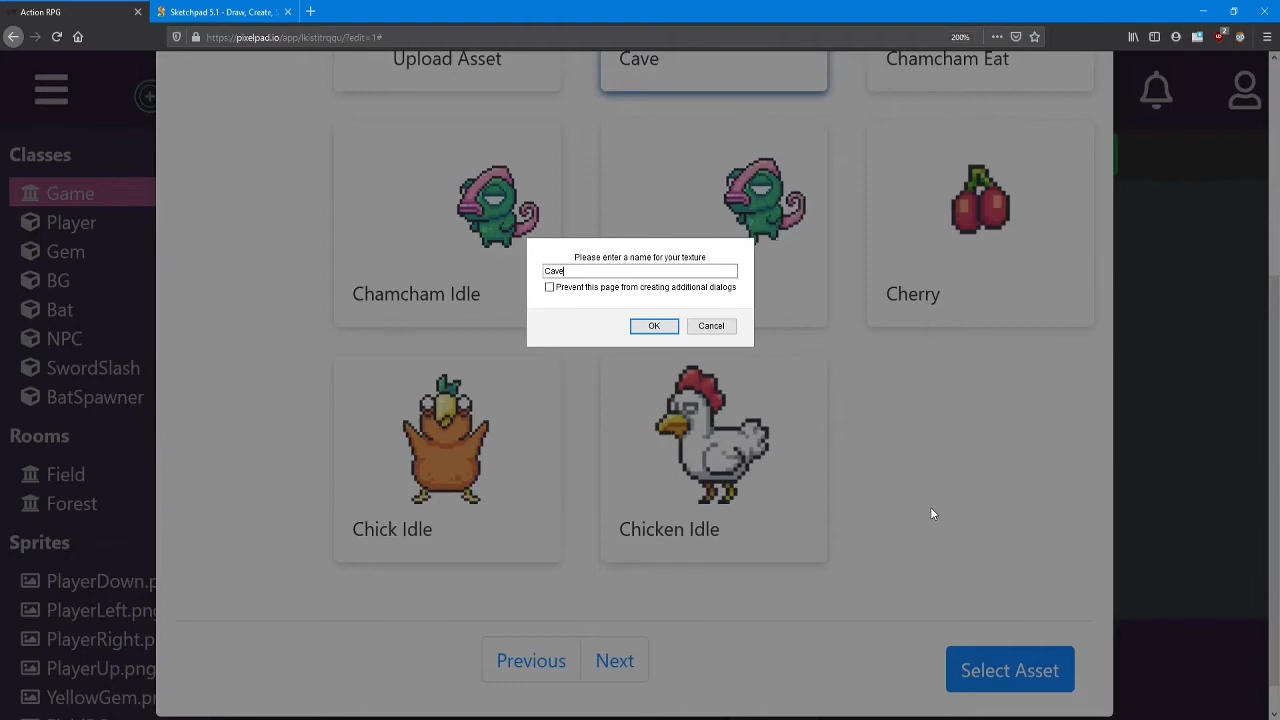 Action RPG
Sketchpad 5.1 - Draw, Create, S
https://pixelpad.io/app/lkistitrqqu/?edit=1#
200%
2
Upload Asset
Cave
Chamcham Eat
Classes
Game
Player
Gem
BG
Bat
NPC
SwordSlash
BatSpawner
Rooms
Field
Forest
Sprites
PlayerDown.p
PlayerLeft.png
PlayerRight.p
PlayerUp.png
YellowGem.pr
Chamcham Idle
Cherry
Please enter a name for your texture
Cave
Prevent this page from creating additional dialogs
OK
Cancel
Chick Idle
Chicken Idle
Previous
Next
Select Asset